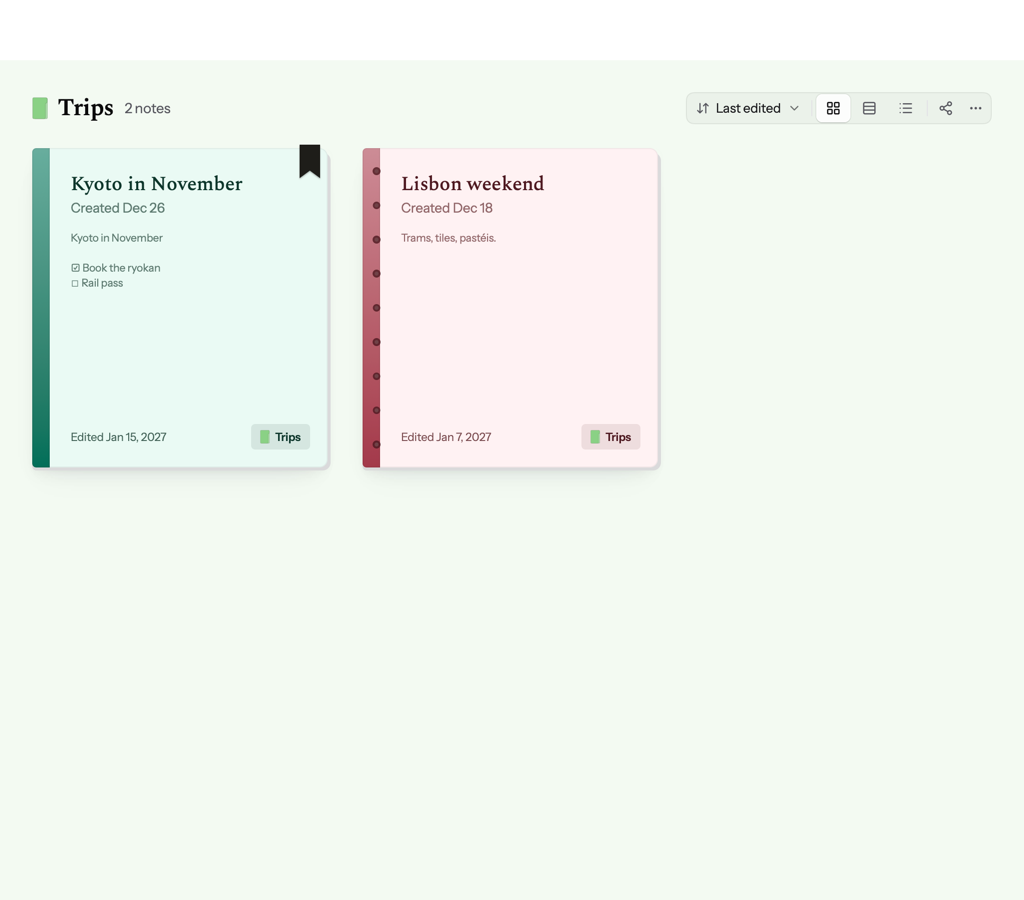 Trips 2 notes
Last edited
Kyoto in November
Created Dec 26
Kyoto in November
☑ Book the ryokan
☐ Rail pass
Edited Jan 15, 2027
Trips
Lisbon weekend
Created Dec 18
Trams, tiles, pastéis.
Edited Jan 7, 2027
Trips